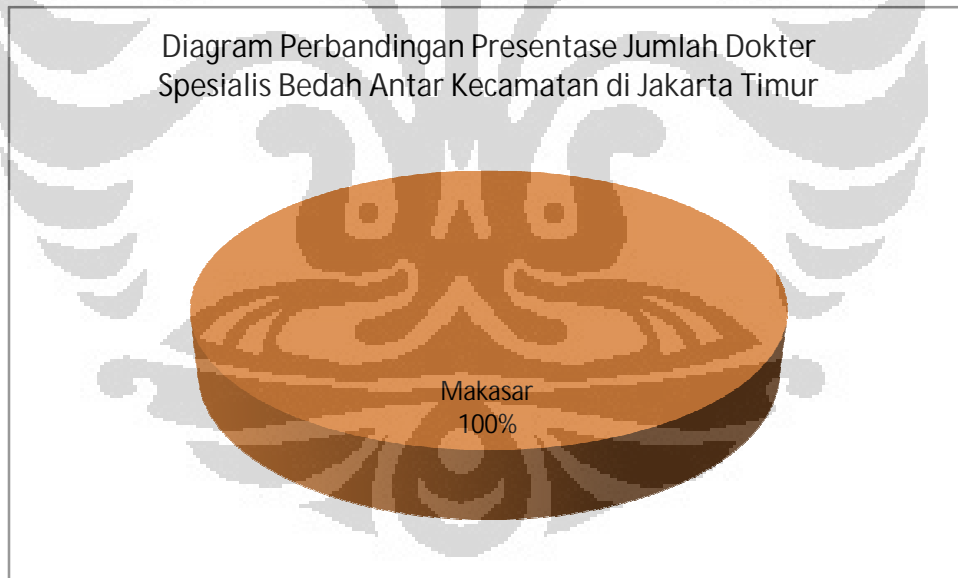 Diagram Perbandingan Presentase Jumlah Dokter
Spesialis Bedah Antar Kecamatan di Jakarta Timur
Makasar
100%